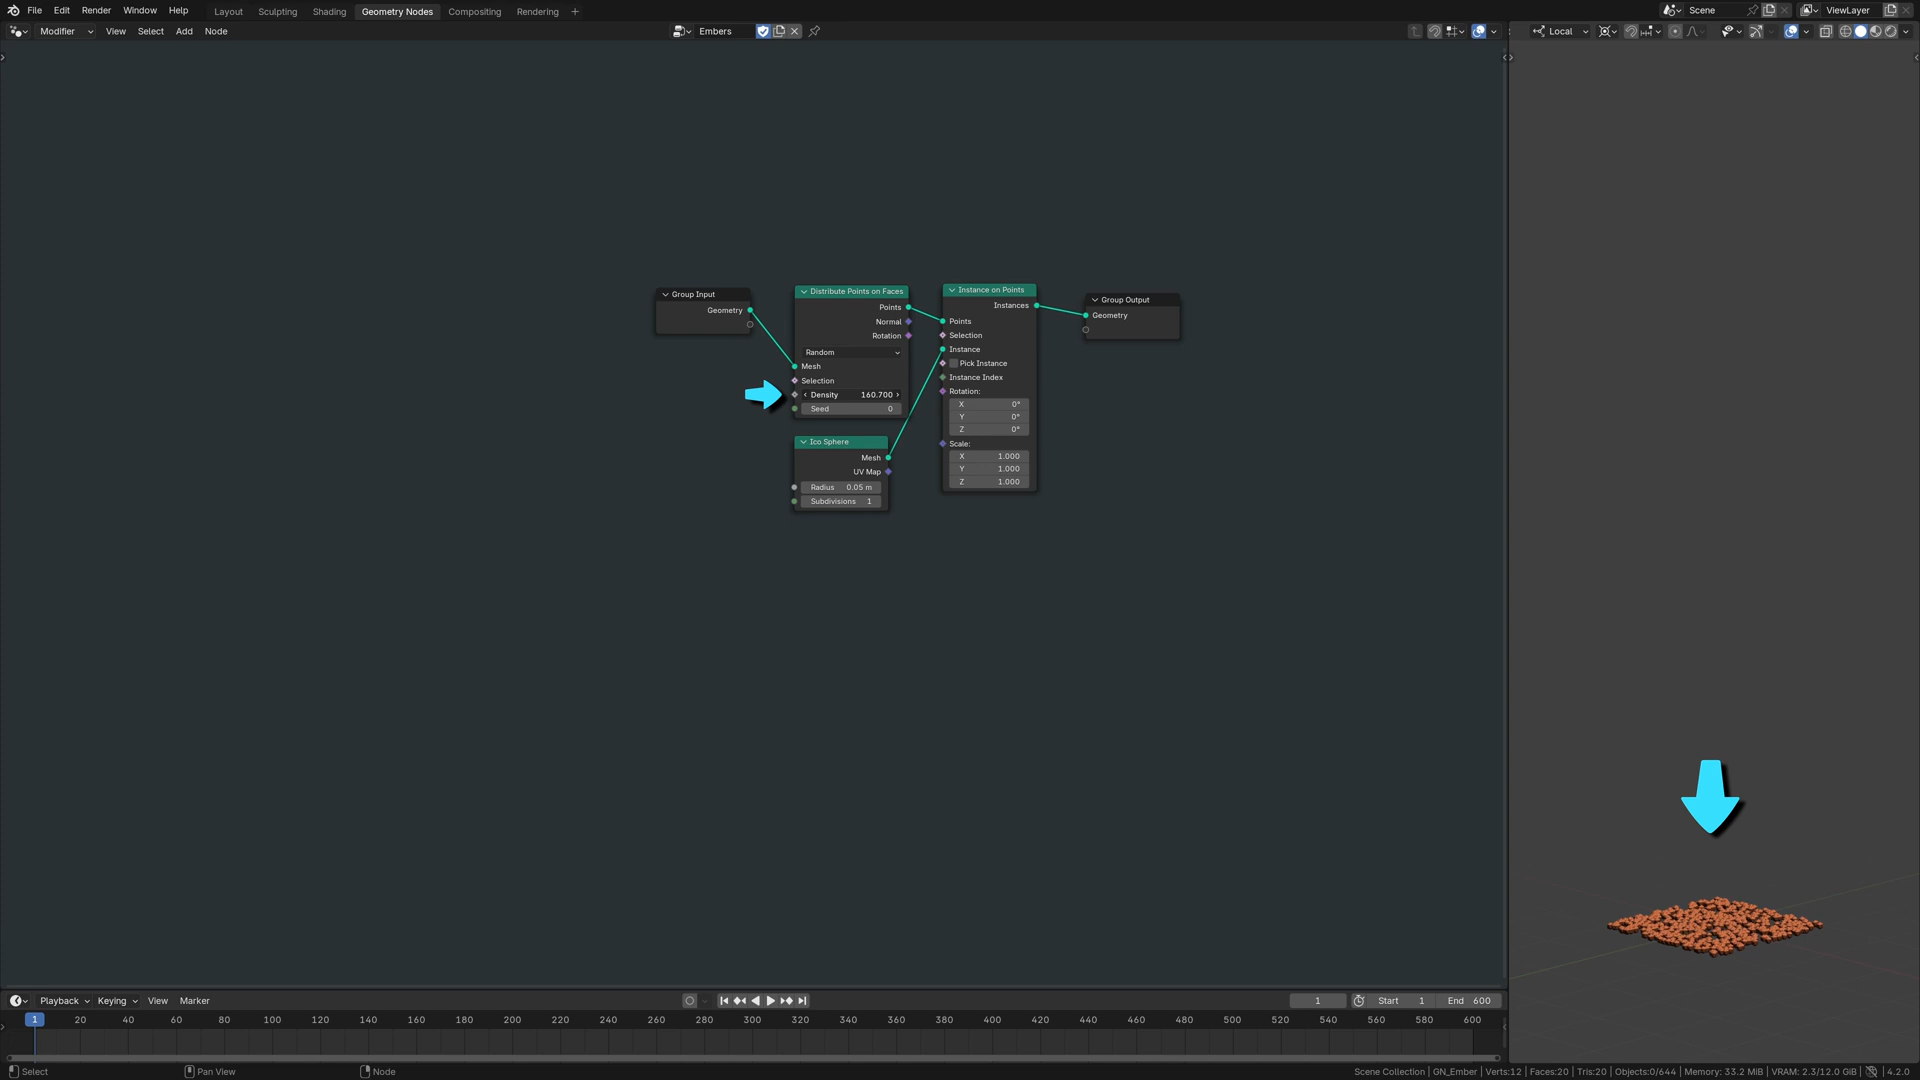 File Edit Render Window Help Layout Sculpting Shading Geometry Nodes Compositing Rendering + Scene ViewLayer
Modifier View Select Add Node Embers Local
Group Input
Geometry
Distribute Points on Faces
Points
Normal
Rotation
Random
Mesh
Selection
Density 160.700
Seed 0
Ico Sphere
Mesh
UV Map
Radius 0.05 m
Subdivisions 1
Instance on Points
Instances
Points
Selection
Instance
Pick Instance
Instance Index
Rotation:
X 0°
Y 0°
Z 0°
Scale:
X 1.000
Y 1.000
Z 1.000
Group Output
Geometry
Playback Keying View Marker 1 Start 1 End 600
1 20 40 60 80 100 120 140 160 180 200 220 240 260 280 300 320 340 360 380 400 420 440 460 480 500 520 540 560 580 600
Select Pan View Node Scene Collection | GN_Ember | Verts:12 | Faces:20 | Tris:20 | Objects:0/644 | Memory: 33.2 MiB | VRAM: 2.3/12.0 GiB | 4.2.0